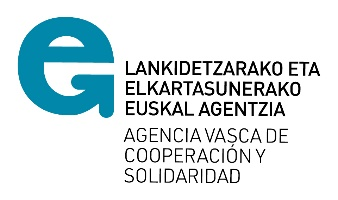 LANKIDETZARAKO ETA
ELKARTASUNERAKO
EUSKAL AGENTZIA
AGENCIA VASCA DE
COOPERACIÓN Y
SOLIDARIDAD